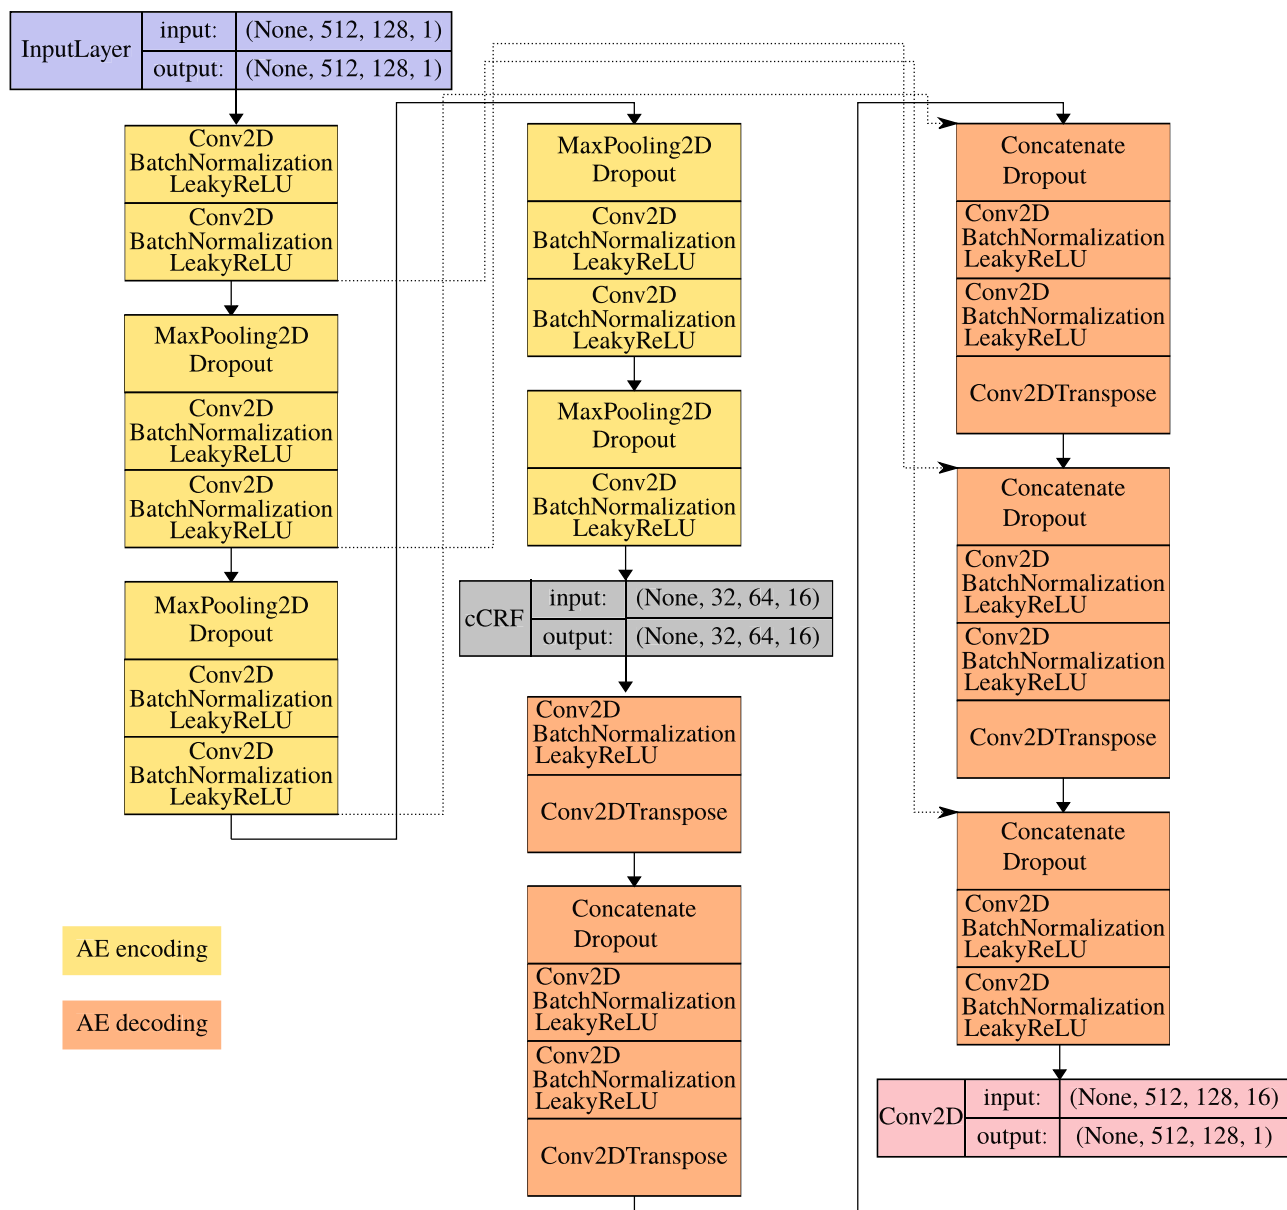 InputLayer
input:
(None, 512, 128, 1)
output:
(None, 512, 128, 1)
Conv2D
BatchNormalization
LeakyReLU
Conv2D
BatchNormalization
LeakyReLU
MaxPooling2D
Dropout
Conv2D
BatchNormalization
LeakyReLU
Conv2D
BatchNormalization
LeakyReLU
MaxPooling2D
Dropout
Conv2D
BatchNormalization
LeakyReLU
Conv2D
BatchNormalization
LeakyReLU
AE encoding
AE decoding
MaxPooling2D
Dropout
Conv2D
BatchNormalization
LeakyReLU
Conv2D
BatchNormalization
LeakyReLU
MaxPooling2D
Dropout
Conv2D
BatchNormalization
LeakyReLU
cCRF
input:
(None, 32, 64, 16)
output:
(None, 32, 64, 16)
Conv2D
BatchNormalization
LeakyReLU
Conv2DTranspose
Concatenate
Dropout
Conv2D
BatchNormalization
LeakyReLU
Conv2D
BatchNormalization
LeakyReLU
Conv2DTranspose
Concatenate
Dropout
Conv2D
BatchNormalization
LeakyReLU
Conv2D
BatchNormalization
LeakyReLU
Conv2DTranspose
Concatenate
Dropout
Conv2D
BatchNormalization
LeakyReLU
Conv2D
BatchNormalization
LeakyReLU
Conv2DTranspose
Concatenate
Dropout
Conv2D
BatchNormalization
LeakyReLU
Conv2D
BatchNormalization
LeakyReLU
Conv2D
input:
(None, 512, 128, 16)
output:
(None, 512, 128, 1)